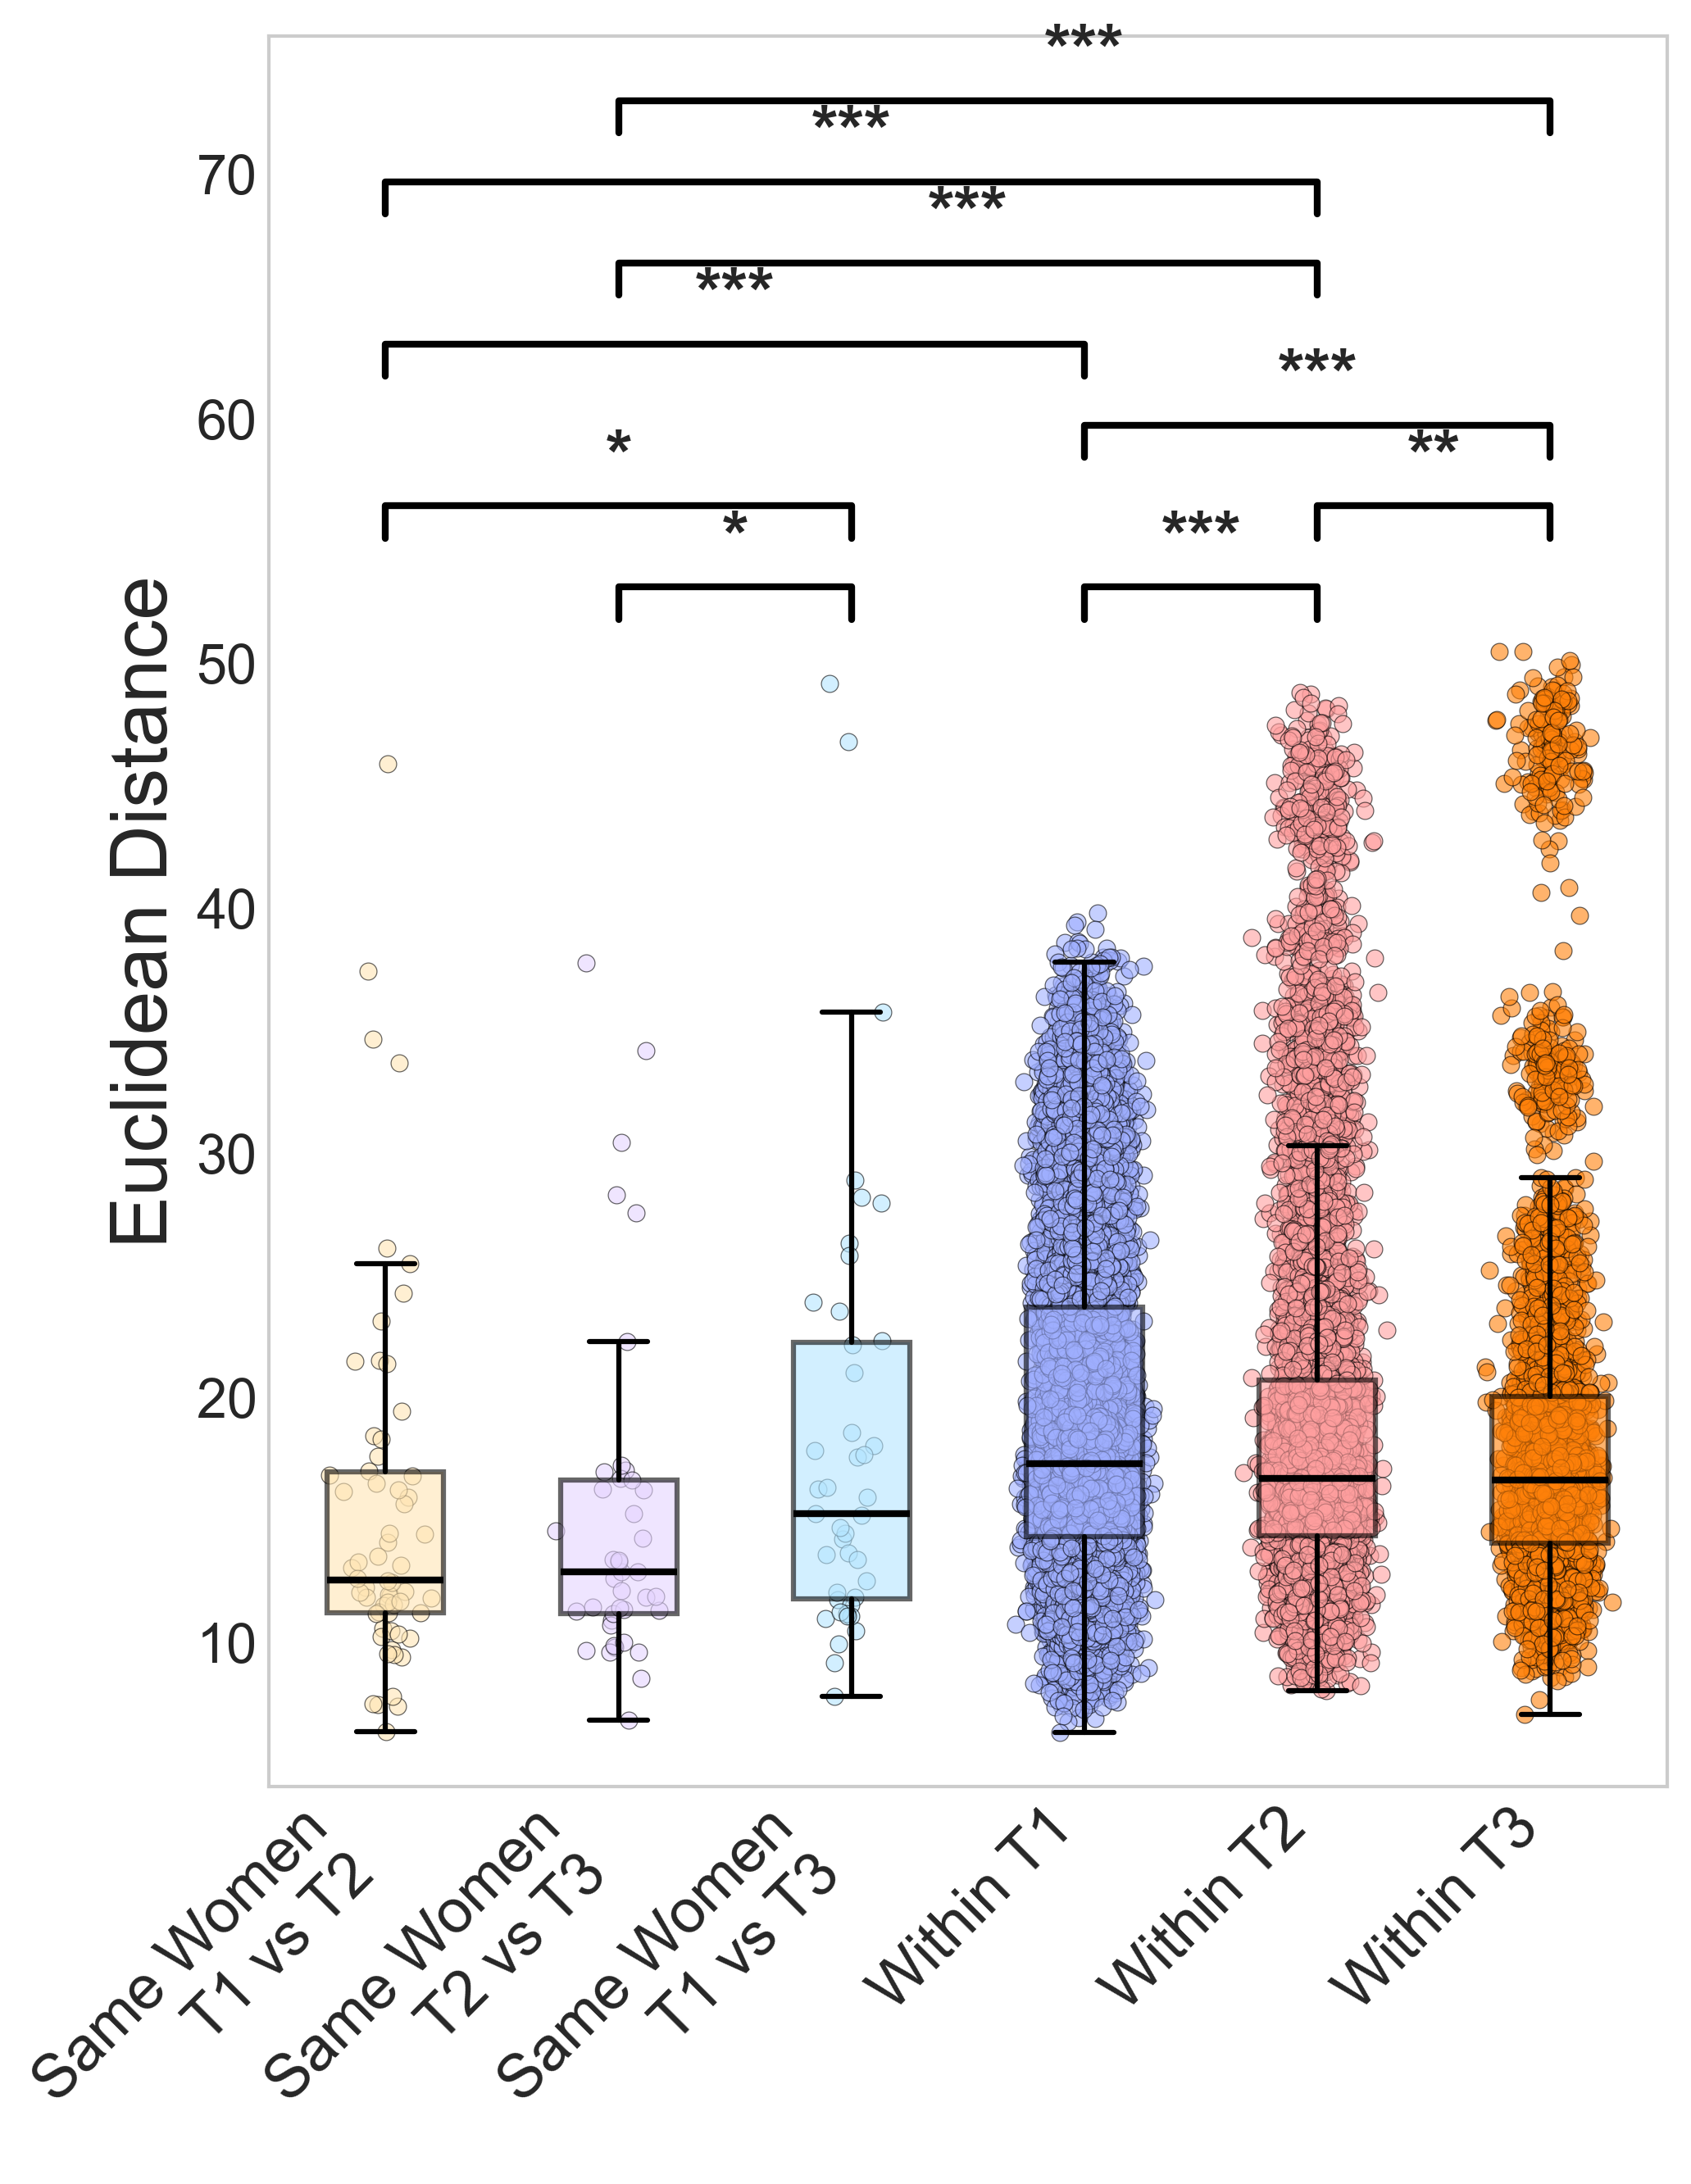 ***
***
***
***
***
*
**
*
***
70
60
50
40
30
20
10
Euclidean Distance
Same Women
T1 vs T2
Same Women
T2 vs T3
Same Women
T1 vs T3
Within T1
Within T2
Within T3